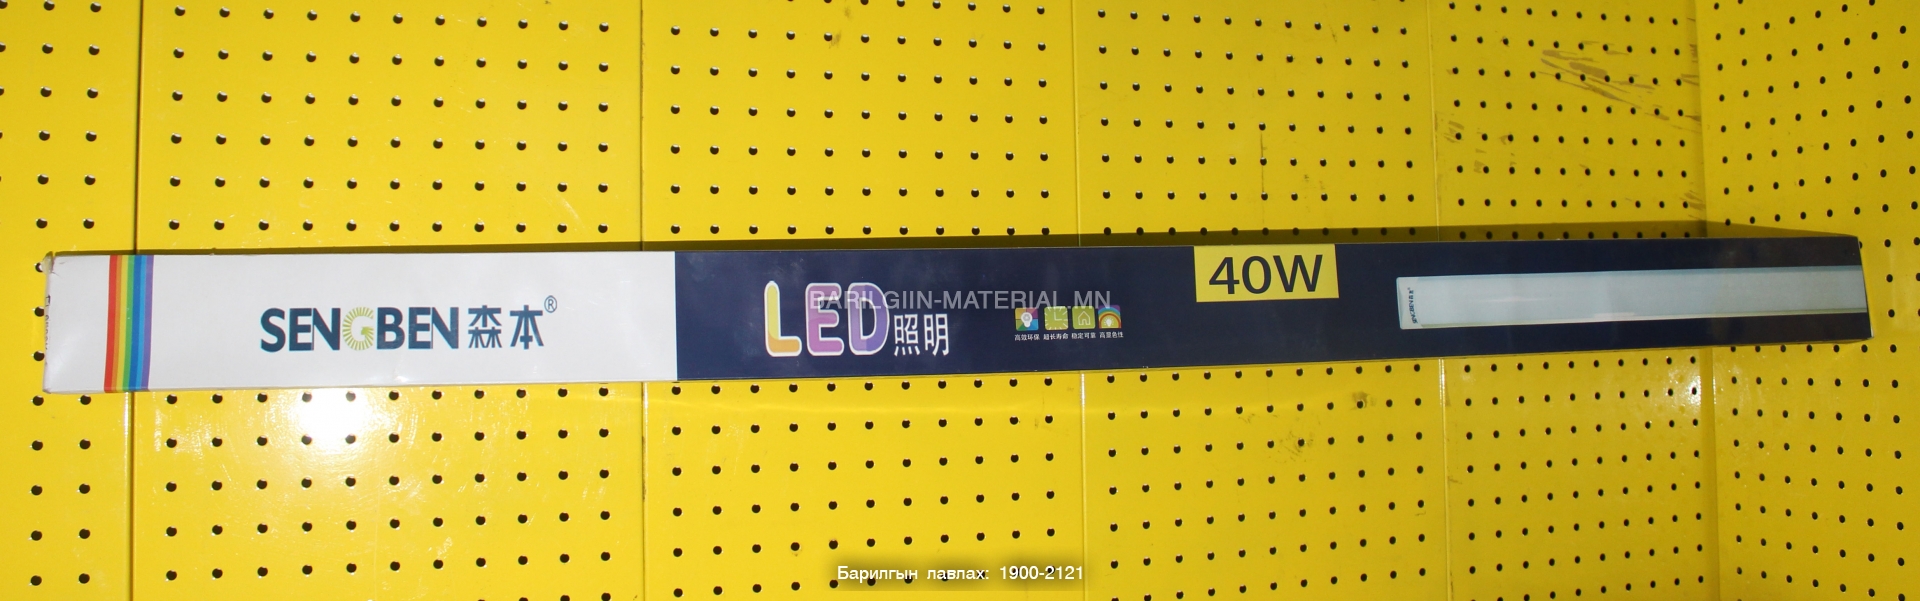 SENGBEN森本®
LED照明
BARILGIIN-MATERIAL.MN
高效环保 超长寿命 稳定可靠 高显色性
40W
Барилгын лавлах: 1900-2121